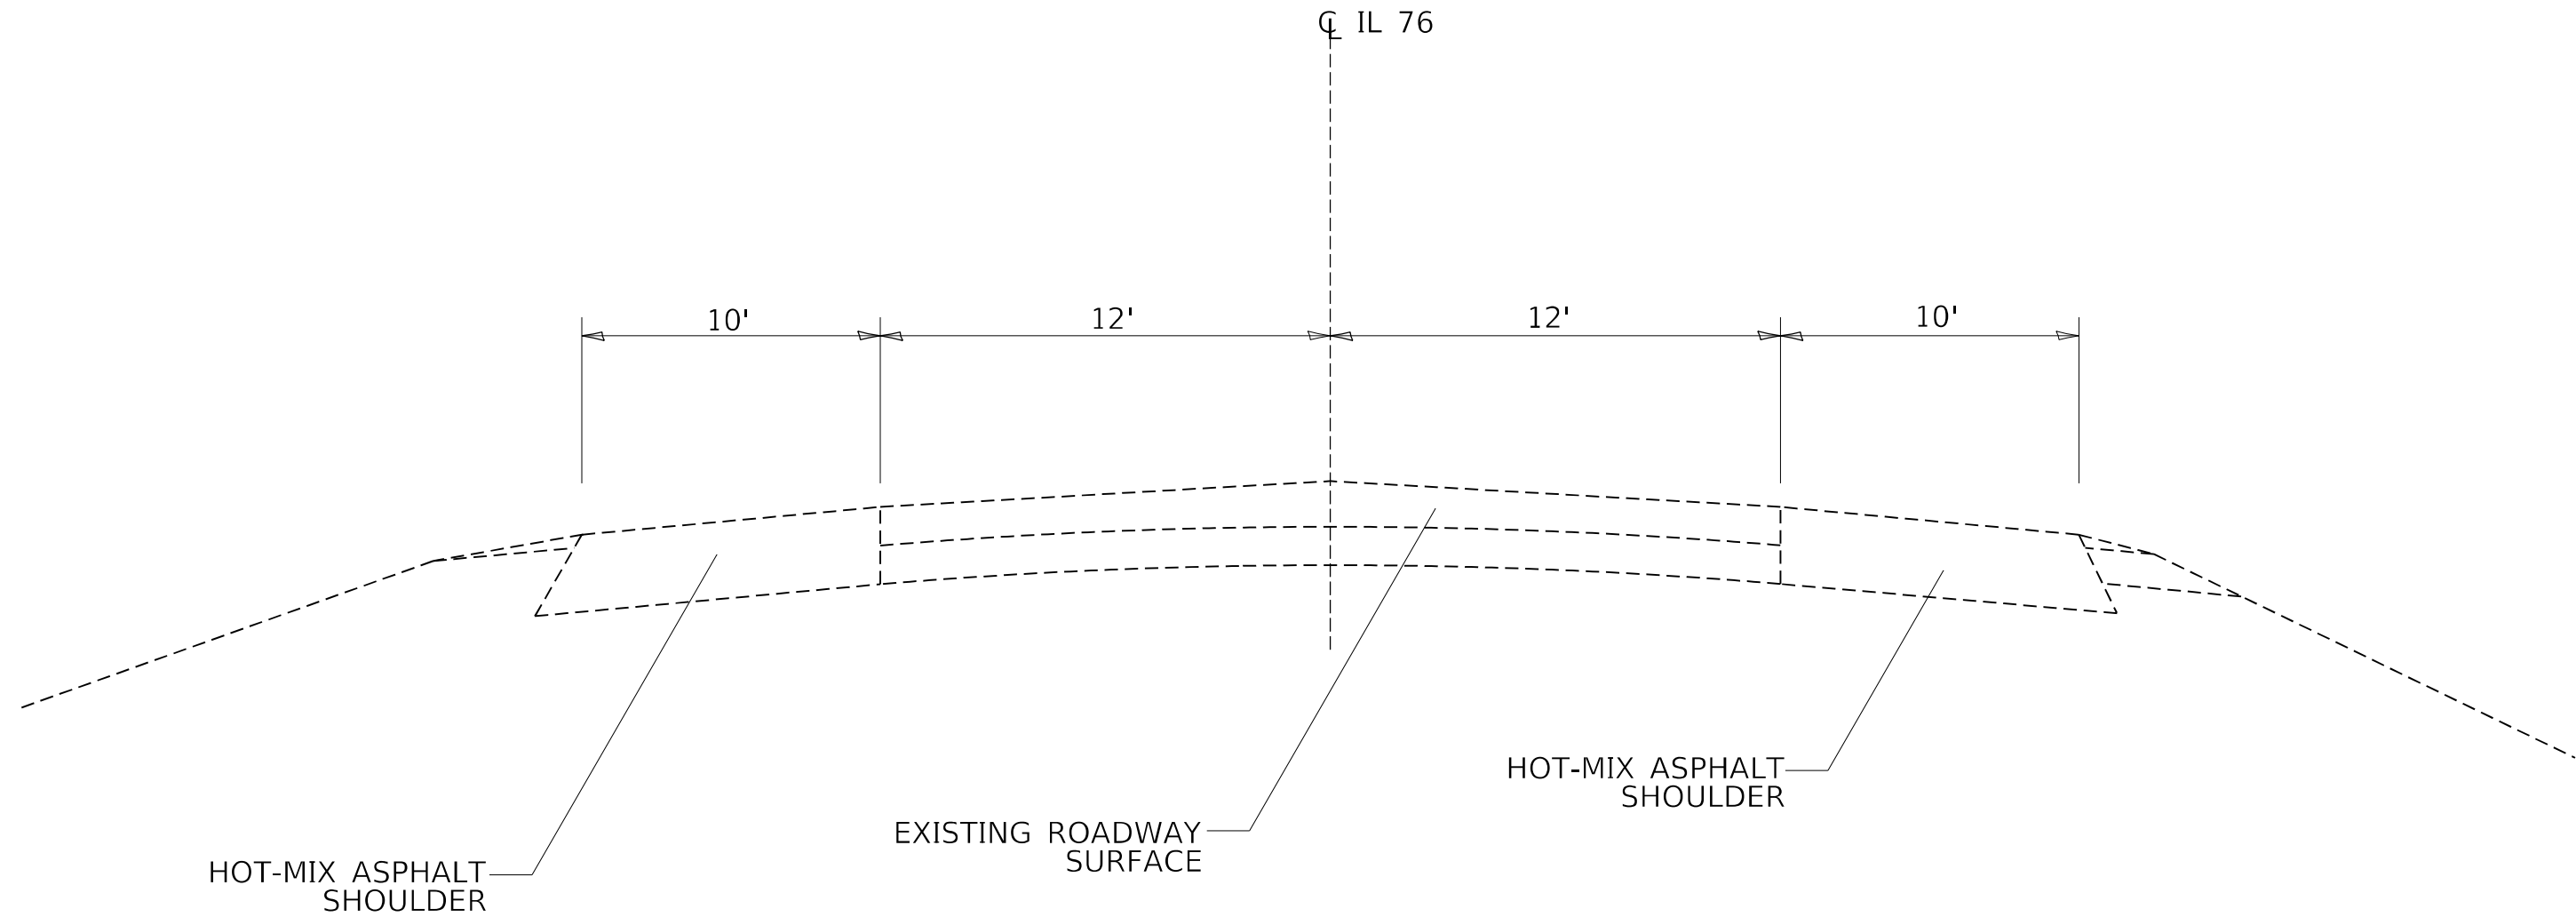 ℄ IL 76
10'
12'
12'
10'
HOT-MIX ASPHALT
SHOULDER
EXISTING ROADWAY
SURFACE
HOT-MIX ASPHALT
SHOULDER